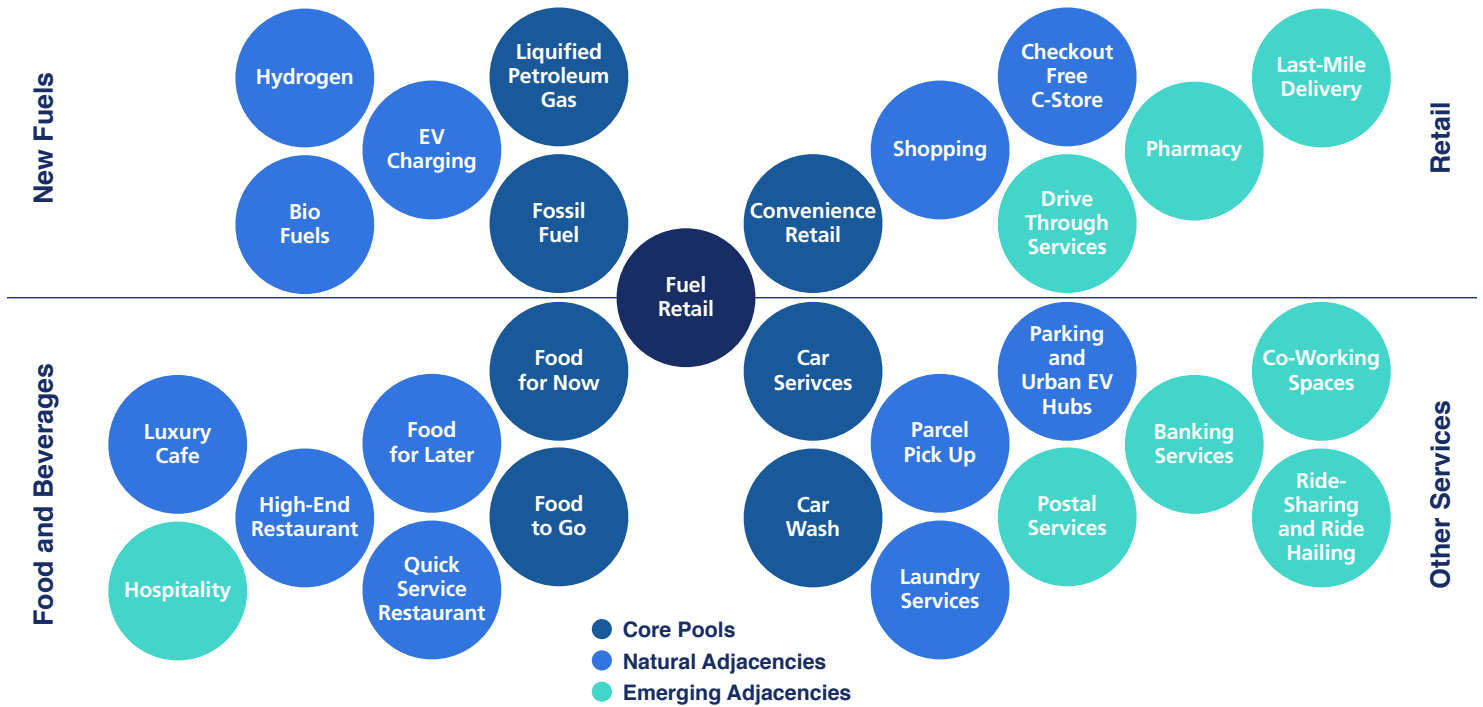 New Fuels
Hydrogen
Bio
Fuels
EV
Charging
Liquified
Petroleum
Gas
Fossil
Fuel
Fuel
Retail
Convenience
Retail
Shopping
Checkout
Free
C-Store
Drive
Through
Services
Pharmacy
Last-Mile
Delivery
Retail
Food and Beverages
Luxury
Cafe
Hospitality
High-End
Restaurant
Food
for Later
Quick
Service
Restaurant
Food
for Now
Food
to Go
Car
Serivces
Car
Wash
Parcel
Pick Up
Laundry
Services
Parking
and
Urban EV
Hubs
Postal
Services
Banking
Services
Co-Working
Spaces
Ride-
Sharing
and Ride
Hailing
Other Services
Core Pools
Natural Adjacencies
Emerging Adjacencies